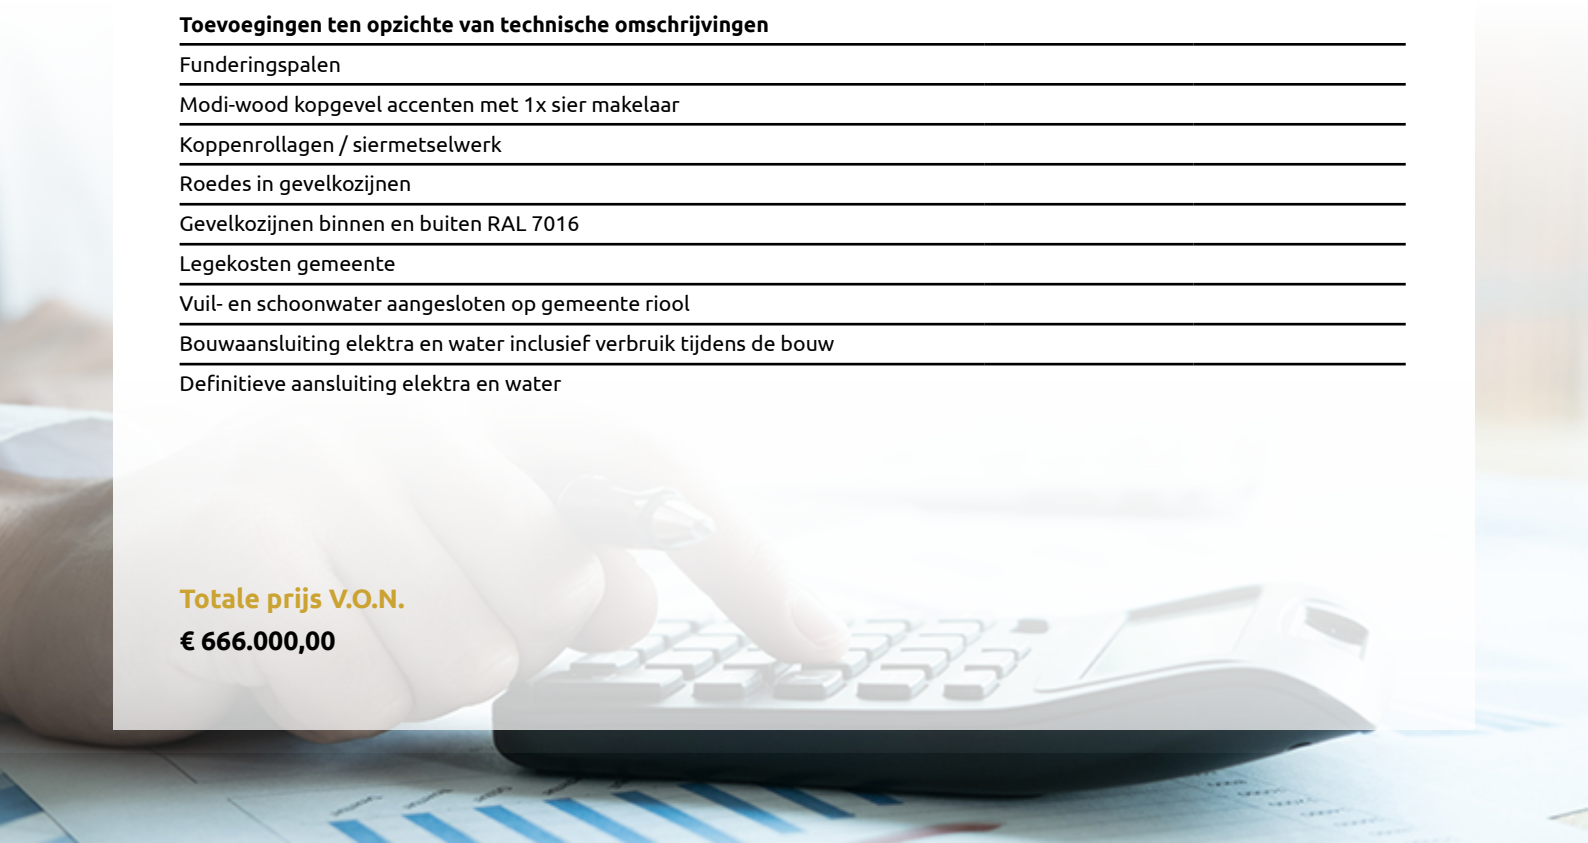 Toevoegingen ten opzichte van technische omschrijvingen
Funderingspalen
Modi-wood kopgevel accenten met 1x sier makelaar
Koppenrollagen / siermetselwerk
Roedes in gevelkozijnen
Gevelkozijnen binnen en buiten RAL 7016
Legekosten gemeente
Vuil- en schoonwater aangesloten op gemeente riool
Bouwaansluiting elektra en water inclusief verbruik tijdens de bouw
Definitieve aansluiting elektra en water
Totale prijs V.O.N.
€ 666.000,00